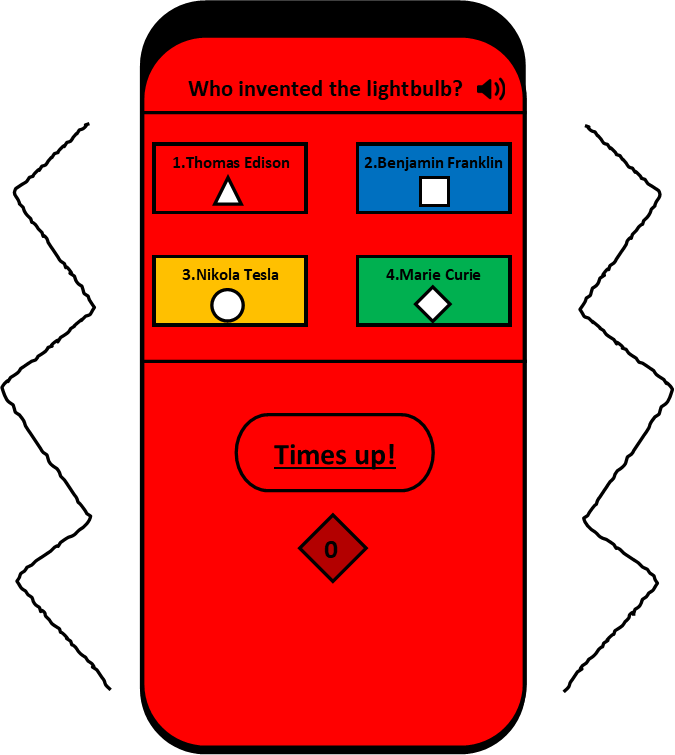 Who invented the lightbulb?
1.Thomas Edison
2.Benjamin Franklin
3.Nikola Tesla
4.Marie Curie
Times up!
0